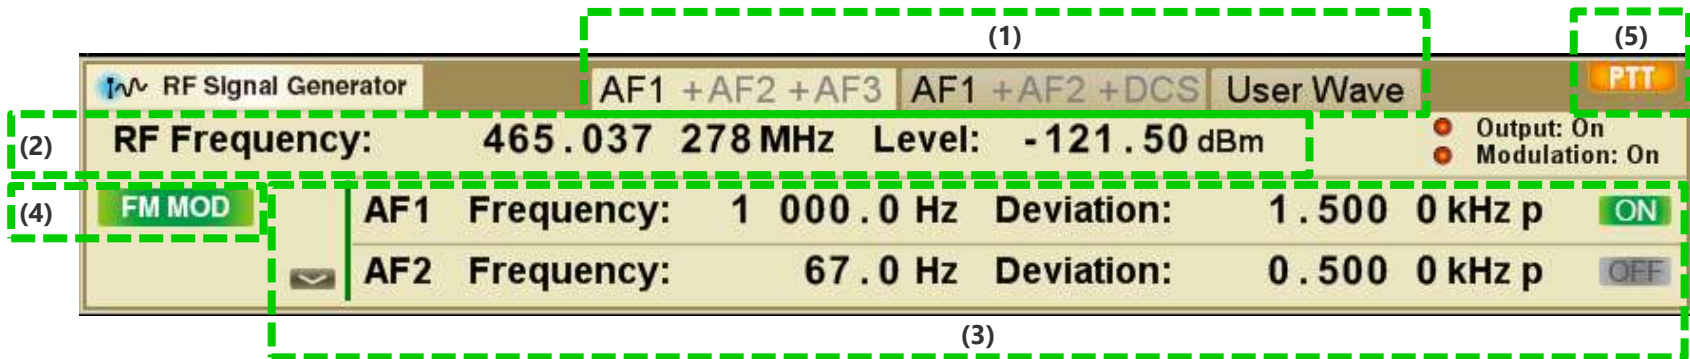 (1) (5)
RF Signal Generator AF1 +AF2 +AF3 AF1 +AF2 +DCS User Wave PTT
(2) RF Frequency: 465.037 278 MHz Level: -121.50 dBm Output: On
Modulation: On
(4) FM MOD AF1 Frequency: 1 000.0 Hz Deviation: 1.500 0 kHz p ON
AF2 Frequency: 67.0 Hz Deviation: 0.500 0 kHz p OFF
(3)